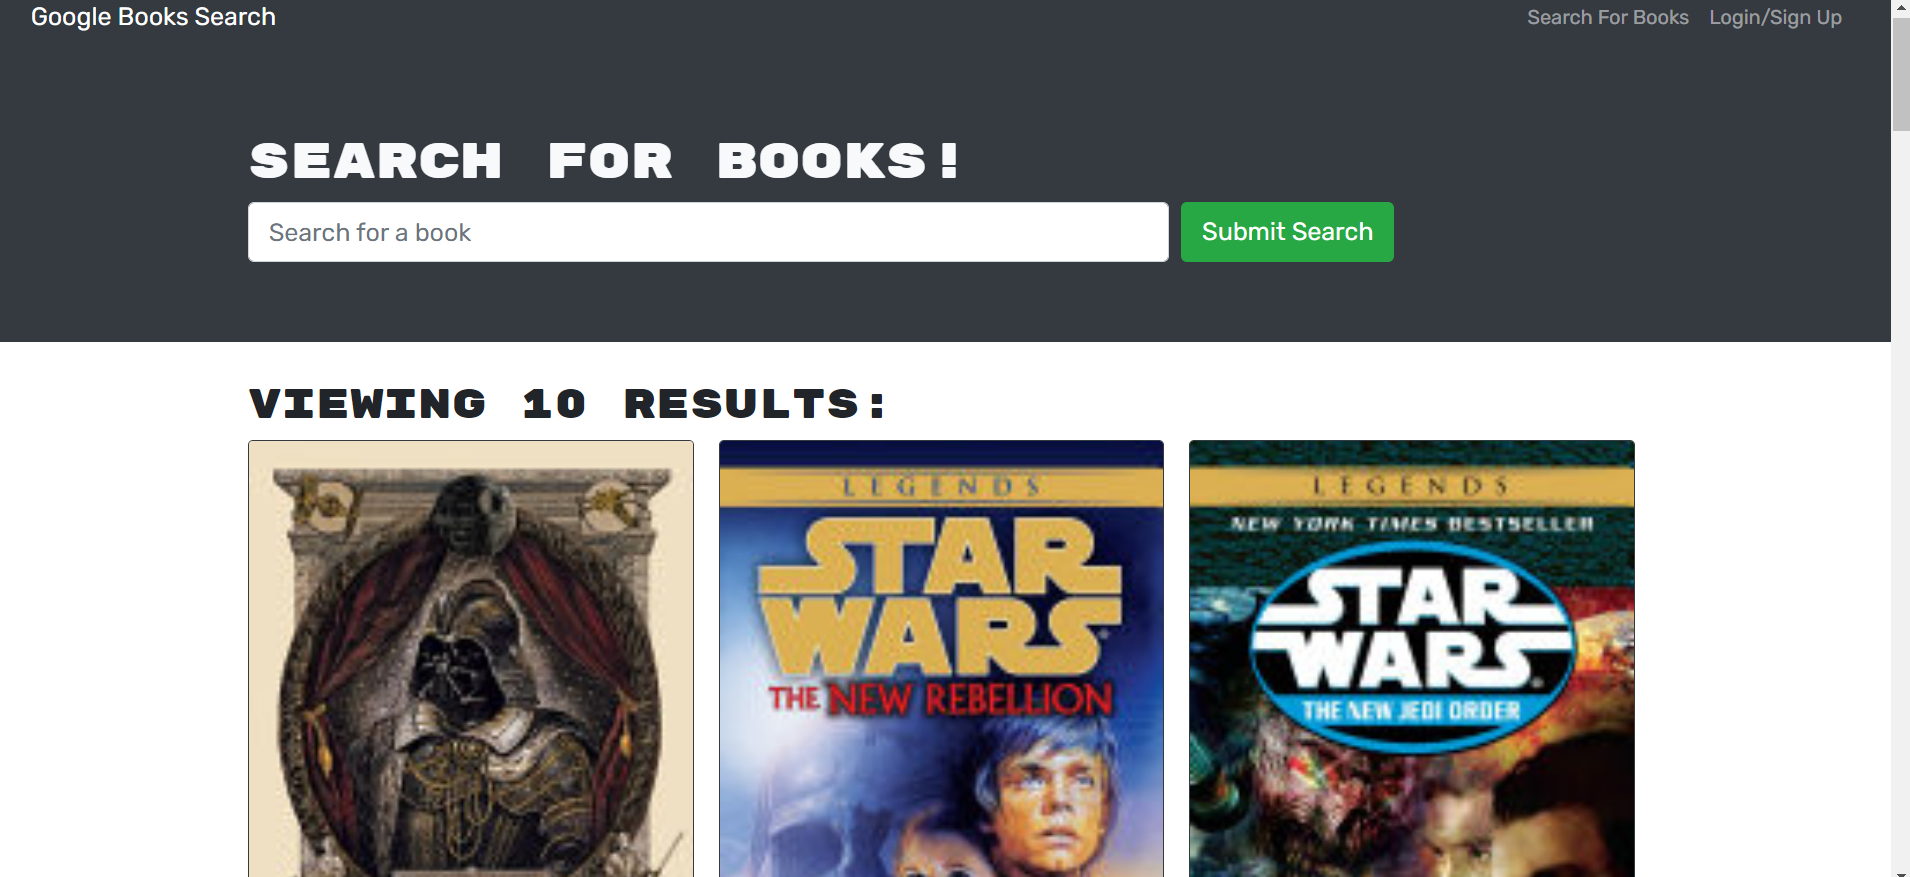 Google Books Search
Search For Books
Login/Sign Up
SEARCH FOR BOOKS!
Search for a book
Submit Search
VIEWING 10 RESULTS:
LEGENDS
STAR
WARS
THE NEW REBELLION
LEGENDS
NEW YORK TIMES BESTSELLER
STAR
WARS
THE NEW JEDI ORDER